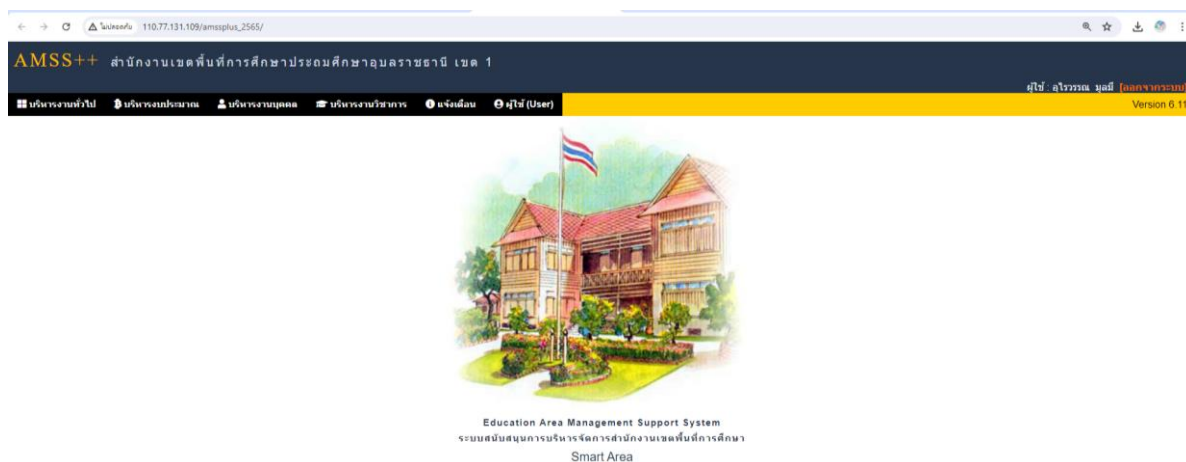 ไม่ปลอดภัย 110.77.131.109/amssplus_2565/
AMSS++ สำนักงานเขตพื้นที่การศึกษาประถมศึกษาอุบลราชธานี เขต 1
ผู้ใช้ : อุไรวรรณ มูลมี [ออกจากระบบ]
บริหารงานทั่วไป บริหารงบประมาณ บริหารงานบุคคล บริหารงานวิชาการ แจ้งเตือน ผู้ใช้ (User) Version 6.11
Education Area Management Support System
ระบบสนับสนุนการบริหารจัดการสำนักงานเขตพื้นที่การศึกษา
Smart Area